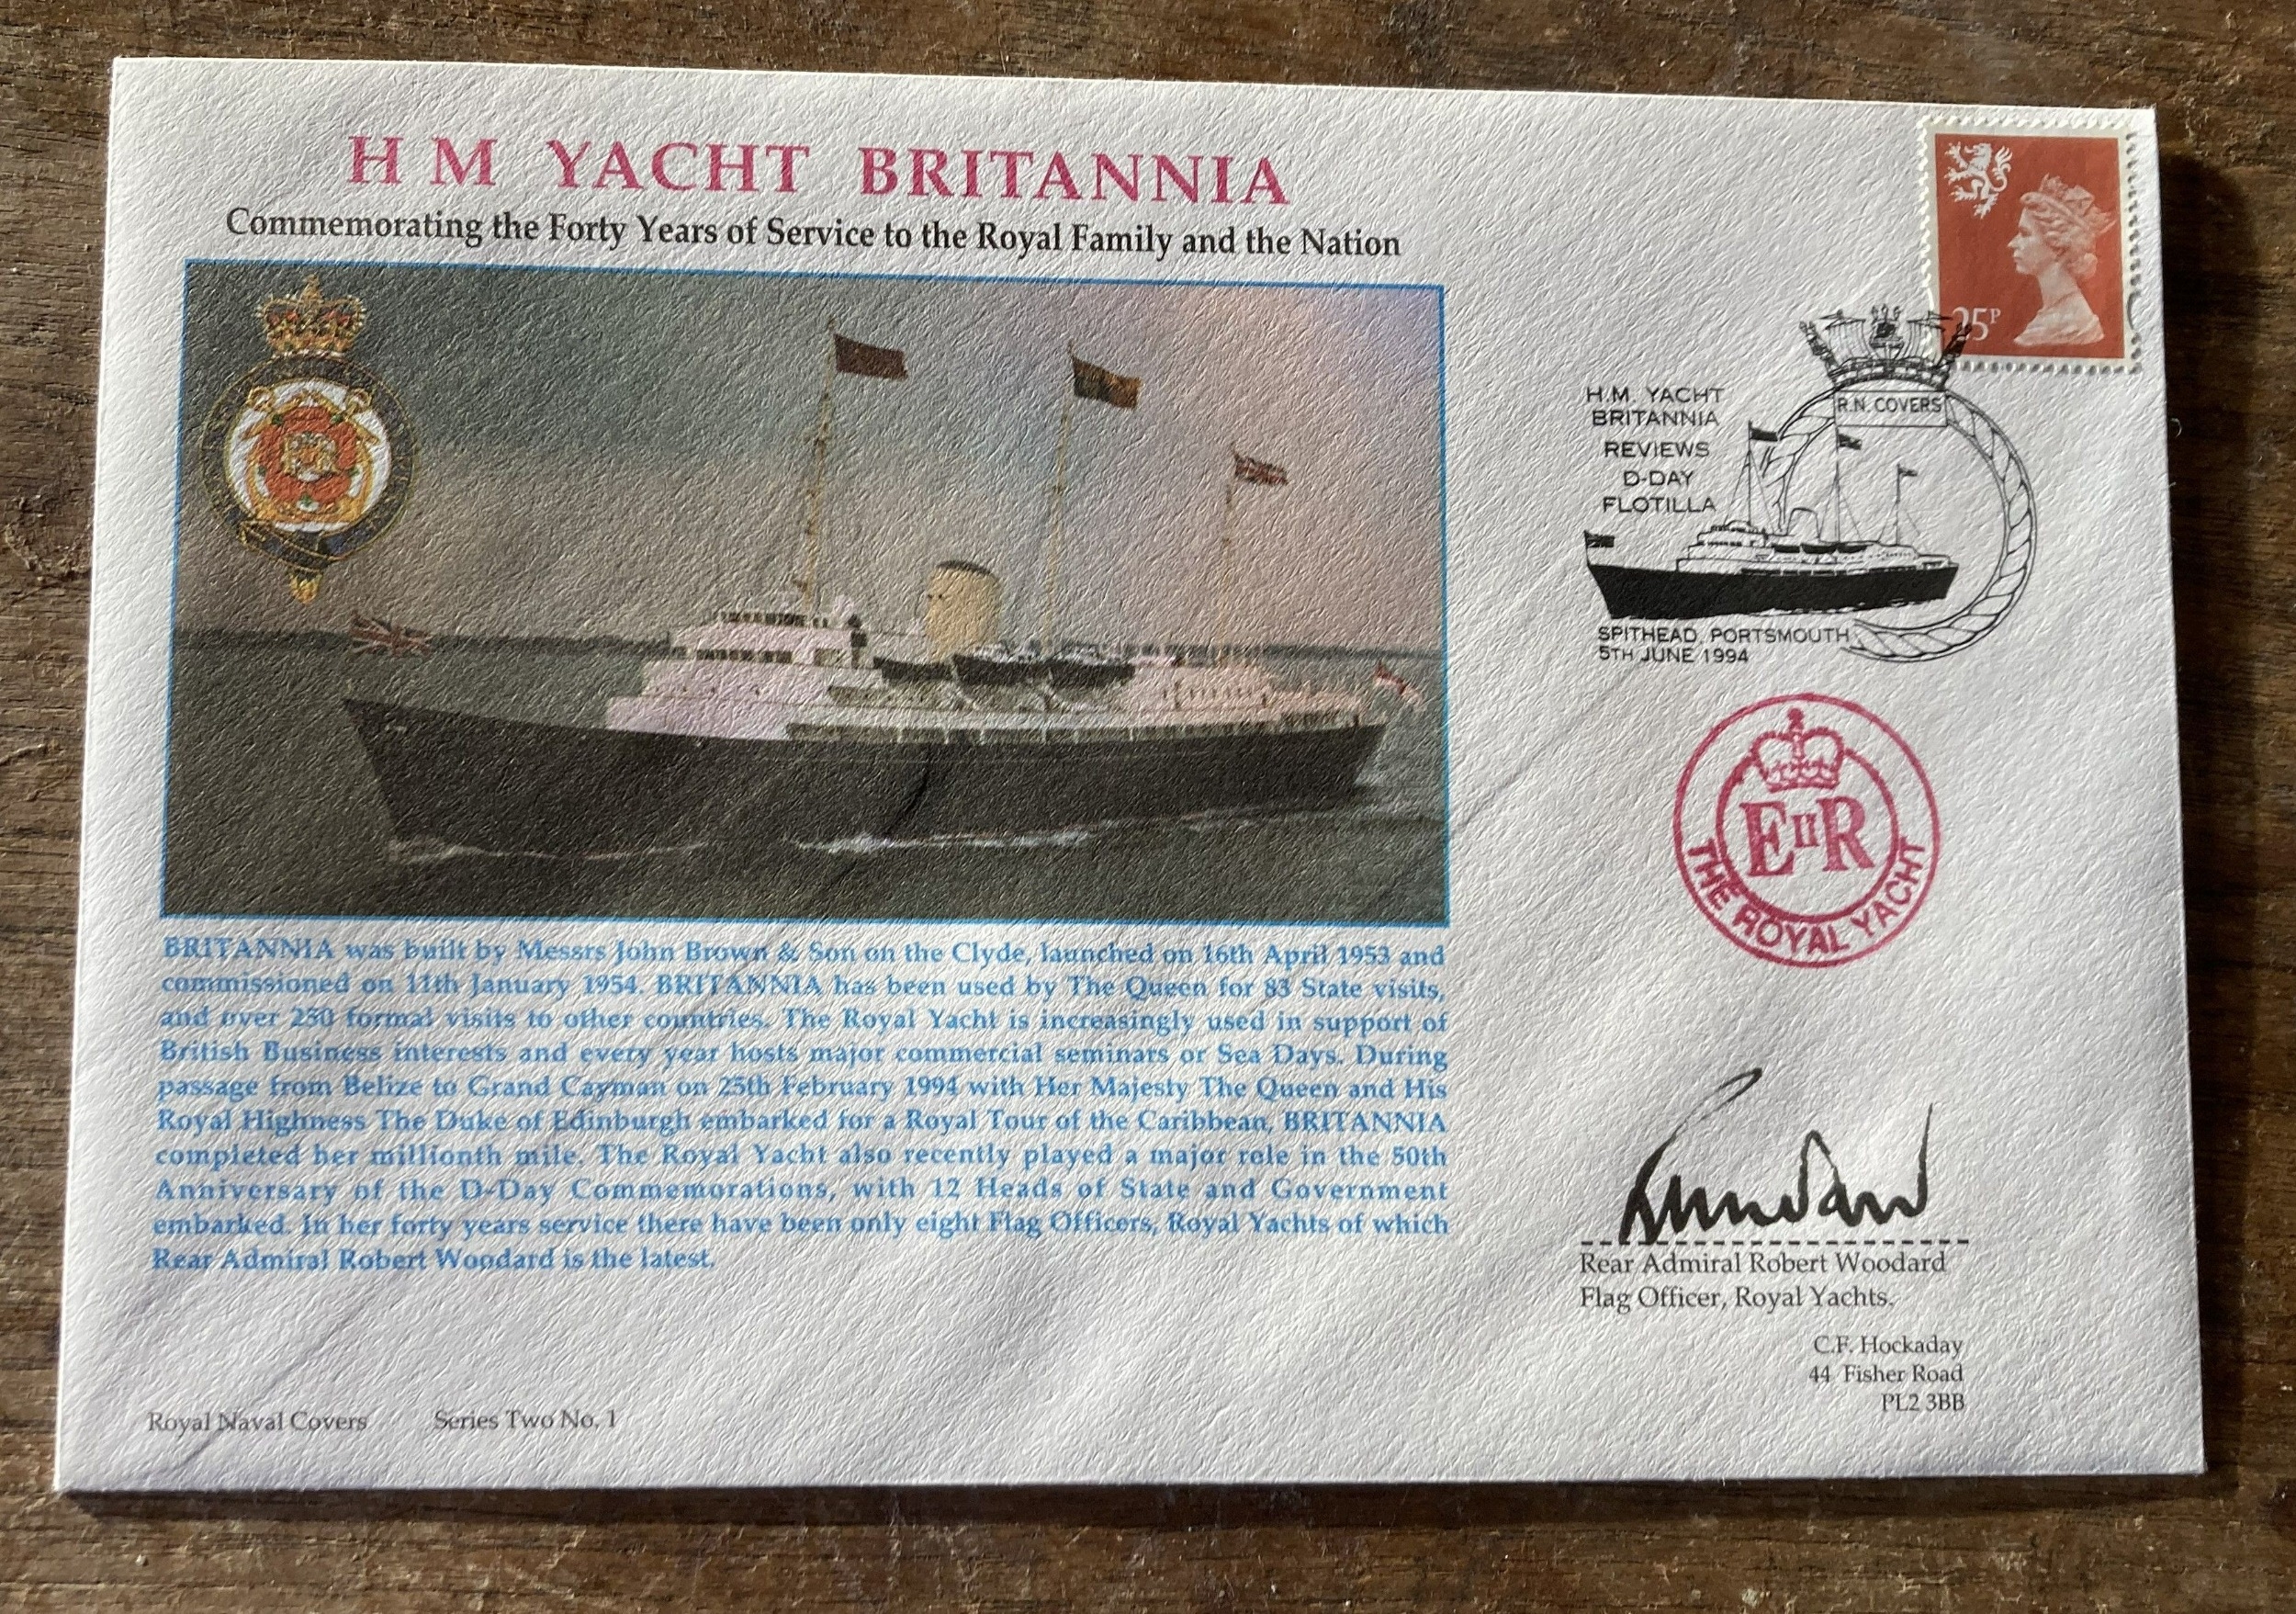 H M YACHT BRITANNIA
Commemorating the Forty Years of Service to the Royal Family and the Nation
25P
R.N. COVERS
H.M. YACHT
BRITANNIA
REVIEWS
D-DAY
FLOTILLA
SPITHEAD, PORTSMOUTH
5TH JUNE 1994
E II R
THE ROYAL YACHT
BRITANNIA was built by Messrs John Brown & Son on the Clyde, launched on 16th April 1953 and
commissioned on 11th January 1954. BRITANNIA has been used by The Queen for 83 State visits,
and over 250 formal visits to other countries. The Royal Yacht is increasingly used in support of
British Business interests and every year hosts major commercial seminars or Sea Days. During
passage from Belize to Grand Cayman on 25th February 1994 with Her Majesty The Queen and His
Royal Highness The Duke of Edinburgh embarked for a Royal Tour of the Caribbean, BRITANNIA
completed her millionth mile. The Royal Yacht also recently played a major role in the 50th
Anniversary of the D-Day Commemorations, with 12 Heads of State and Government
embarked. In her forty years service there have been only eight Flag Officers, Royal Yachts of which
Rear Admiral Robert Woodard is the latest.
Rear Admiral Robert Woodard
Flag Officer, Royal Yachts.
C.F. Hockaday
44 Fisher Road
PL2 3BB
Royal Naval Covers Series Two No. 1